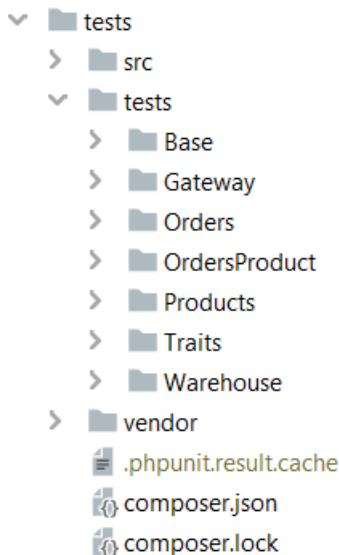 tests
src
tests
Base
Gateway
Orders
OrdersProduct
Products
Traits
Warehouse
vendor
.phpunit.result.cache
composer.json
composer.lock